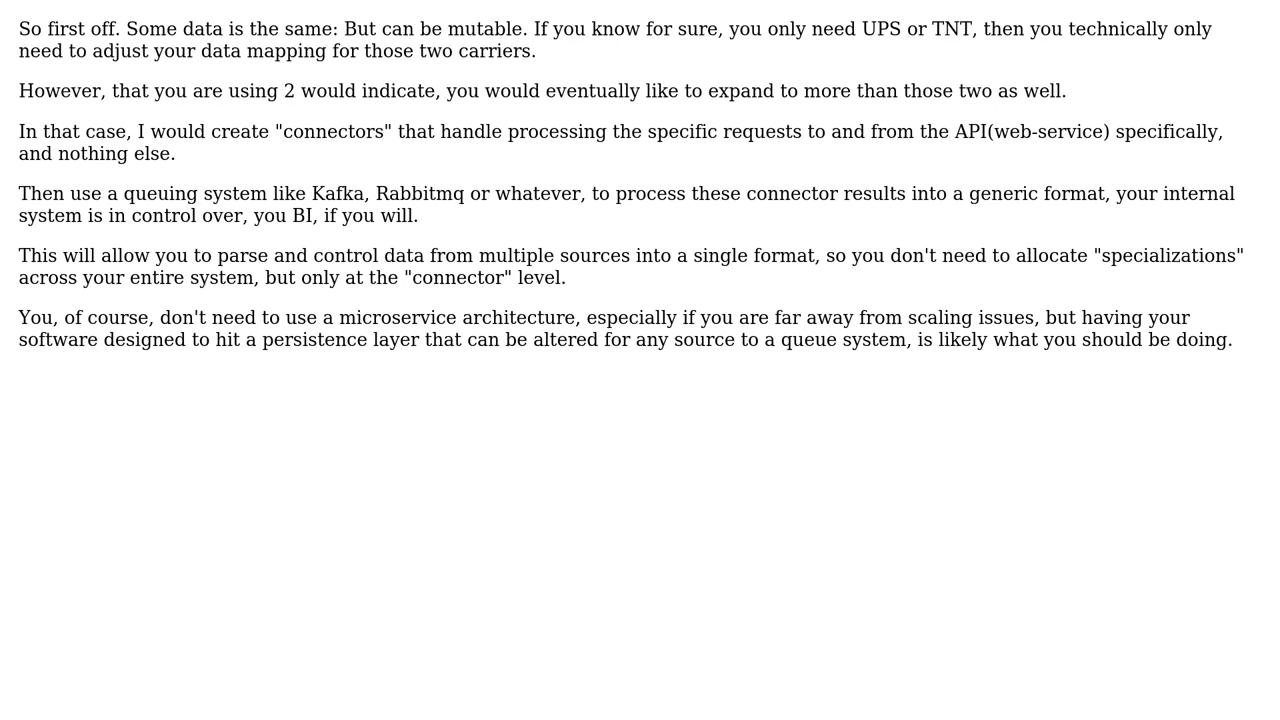 So first off. Some data is the same: But can be mutable. If you know for sure, you only need UPS or TNT, then you technically only
need to adjust your data mapping for those two carriers.
However, that you are using 2 would indicate, you would eventually like to expand to more than those two as well.
In that case, I would create "connectors" that handle processing the specific requests to and from the API(web-service) specifically,
and nothing else.
Then use a queuing system like Kafka, Rabbitmq or whatever, to process these connector results into a generic format, your internal
system is in control over, you BI, if you will.
This will allow you to parse and control data from multiple sources into a single format, so you don't need to allocate "specializations"
across your entire system, but only at the "connector" level.
You, of course, don't need to use a microservice architecture, especially if you are far away from scaling issues, but having your
software designed to hit a persistence layer that can be altered for any source to a queue system, is likely what you should be doing.